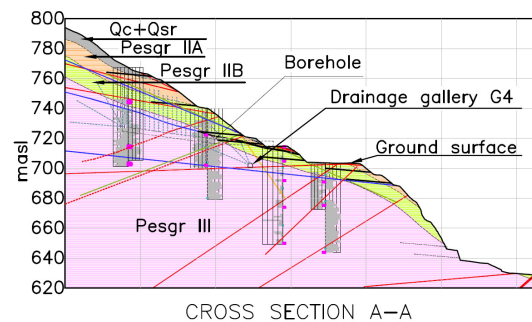 800
Qc+Qsr
780
Pesgr IIA
Pesgr IIB
760
Borehole
740
Drainage gallery G4
masl
720
Ground surface
700
680
Pesgr III
660
640
620
CROSS SECTION A-A